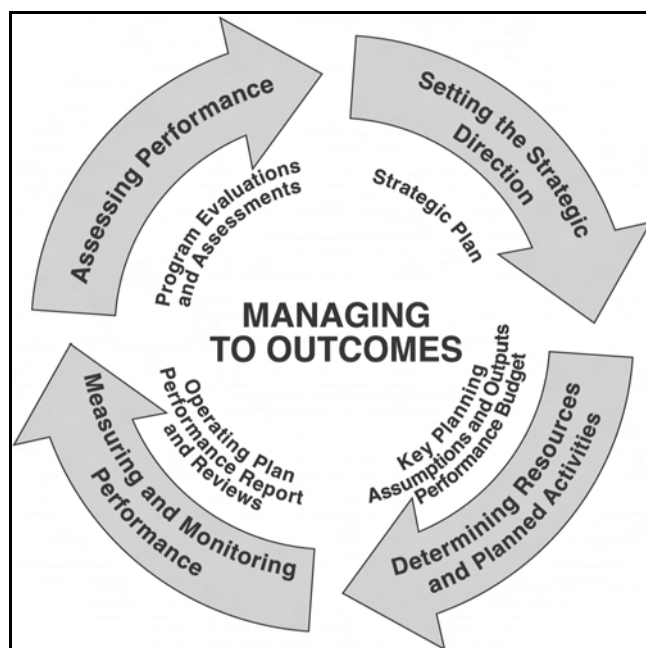 Assessing Performance
Program Evaluations
and Assessments
Setting the Strategic
Direction
Strategic Plan
MANAGING
TO OUTCOMES
Key Planning
Assumptions and Outputs
Performance Budget
Determining Resources
and Planned Activities
Operating Plan
Performance Report
and Reviews
Measuring and Monitoring
Performance